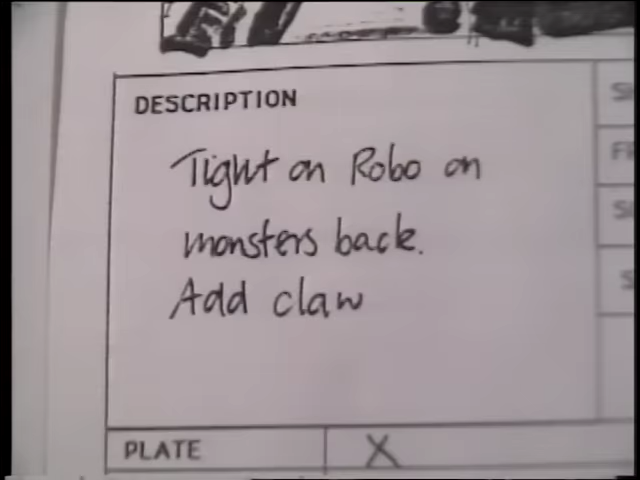 DESCRIPTION
Tight on Robo on
monsters back.
Add claw
PLATE X